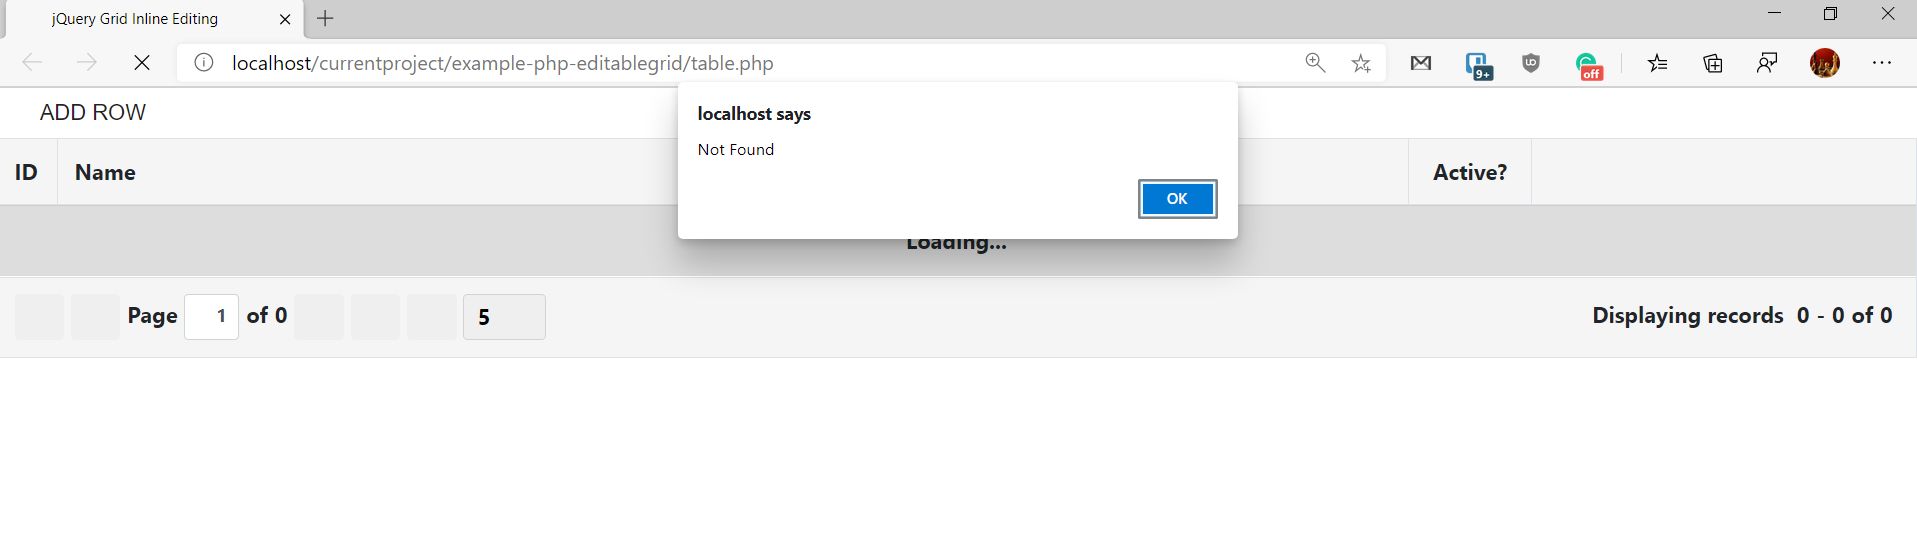 jQuery Grid Inline Editing
localhost/currentproject/example-php-editablegrid/table.php
9+
off
ADD ROW
localhost says
Not Found
OK
ID Name Active?
Loading...
Page 1 of 0 5 Displaying records 0 - 0 of 0